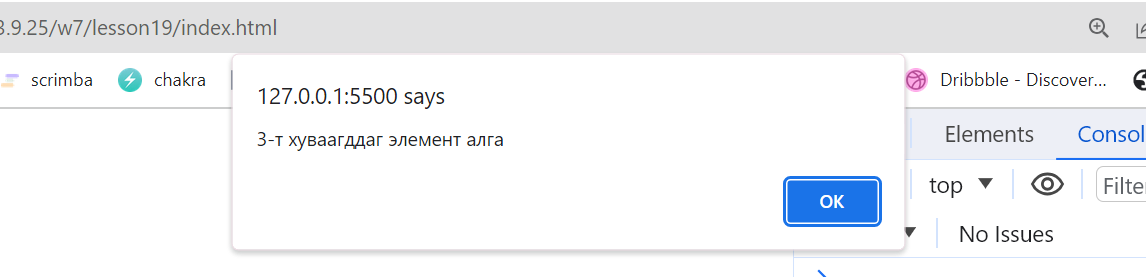 3.9.25/w7/lesson19/index.html
scrimba
chakra
Dribbble - Discover...
127.0.0.1:5500 says
3-т хуваагддаг элемент алга
OK
Elements
Consol
top
Filte
No Issues